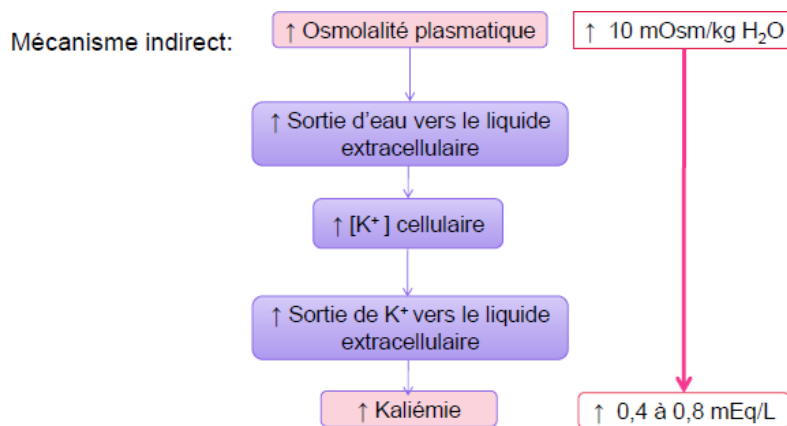 Mécanisme indirect:
↑ Osmolalité plasmatique
↑ 10 mOsm/kg H₂O
↑ Sortie d'eau vers le liquide
extracellulaire
↑ [K⁺ ] cellulaire
↑ Sortie de K⁺ vers le liquide
extracellulaire
↑ Kaliémie
↑ 0,4 à 0,8 mEq/L